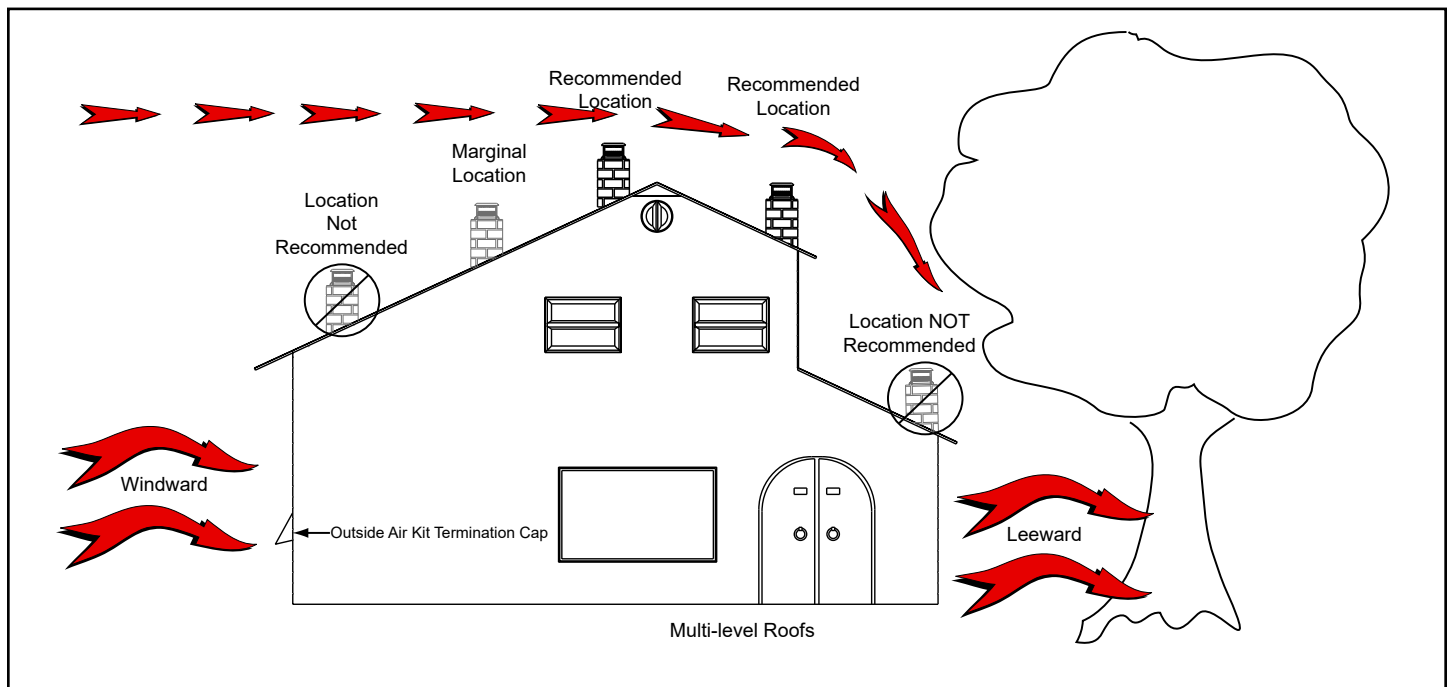 Recommended
Location
Recommended
Location
Marginal
Location
Location
Not
Recommended
Location NOT
Recommended
Windward
Outside Air Kit Termination Cap
Leeward
Multi-level Roofs